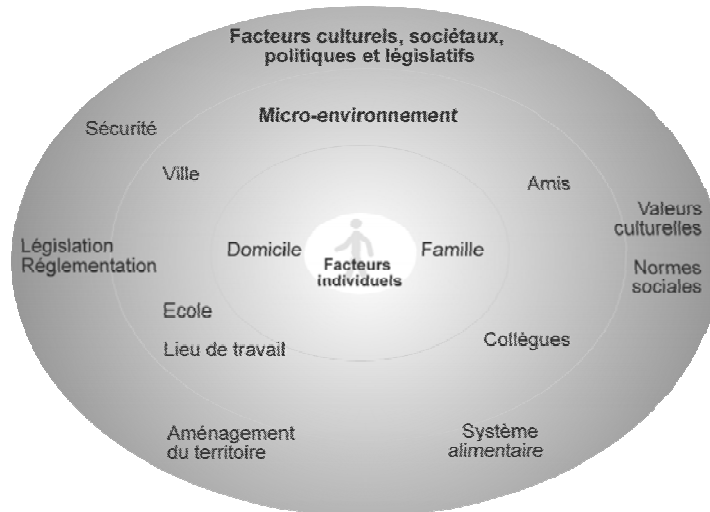 Facteurs culturels, sociétaux,
politiques et législatifs
Micro-environnement
Sécurité
Ville
Amis
Valeurs
culturelles
Législation
Réglementation
Domicile
Famille
Facteurs
individuels
Normes
sociales
Ecole
Lieu de travail
Collègues
Aménagement
du territoire
Système
alimentaire